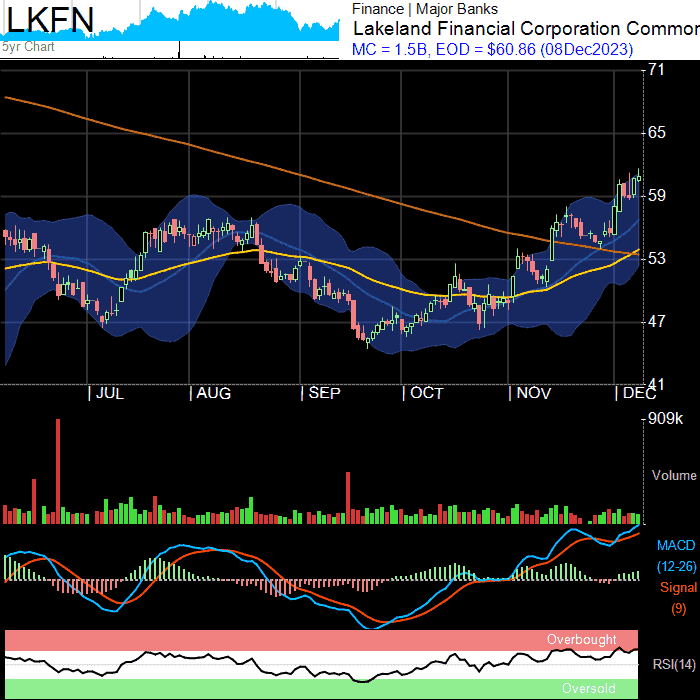 LKFN
5yr Chart
Finance | Major Banks
Lakeland Financial Corporation Common
MC = 1.5B, EOD = $60.86 (08Dec2023)
71
65
59
53
47
41
JUL AUG SEP OCT NOV DEC
909k
Volume
MACD
(12-26)
Signal
(9)
Overbought
RSI(14)
Oversold